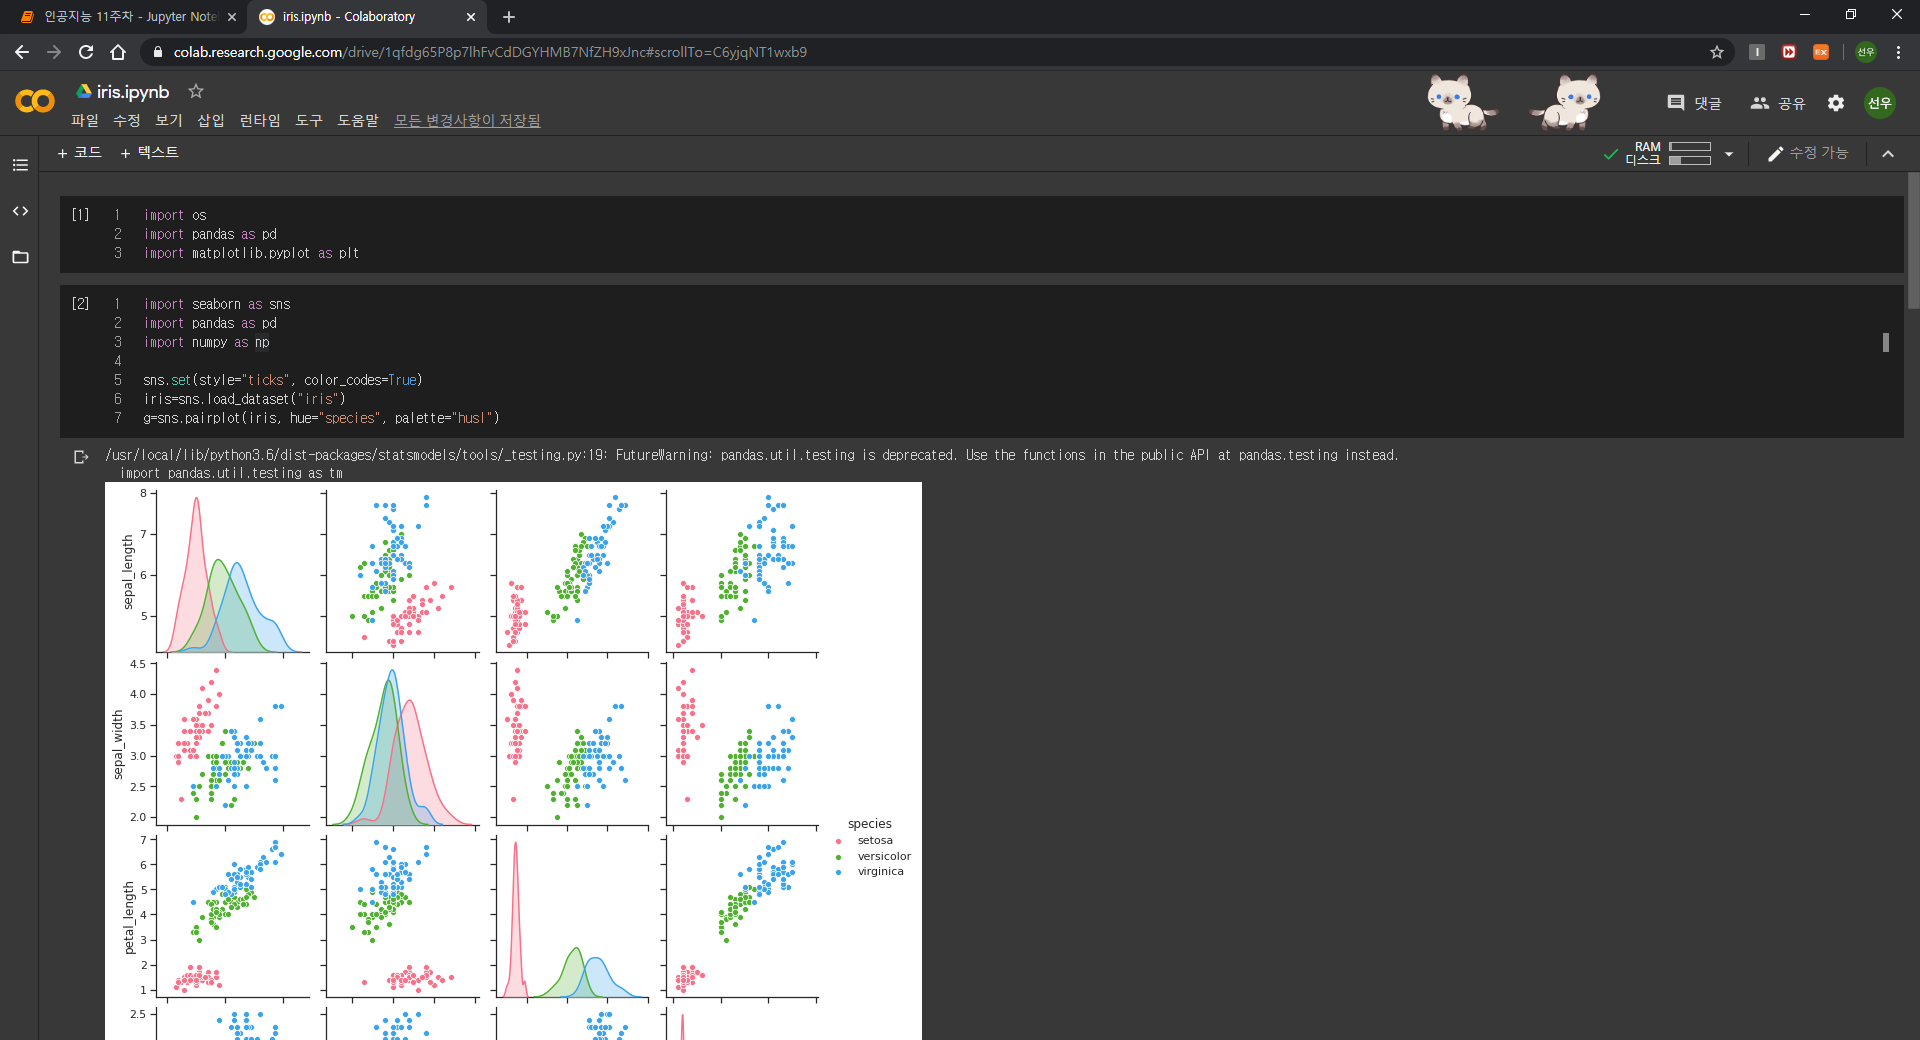 인공지능 11주차 - Jupyter Note
iris.ipynb - Colaboratory
colab.research.google.com/drive/1qfdg65P8p7lhFvCdDGYHMB7NfZH9xJnc#scrollTo=C6yjqNT1wxb9
선우
iris.ipynb
파일 수정 보기 삽입 런타임 도구 도움말 모든 변경사항이 저장됨
댓글 공유 선우
+ 코드 + 텍스트
RAM
디스크
수정 가능
[1]
1 import os
2 import pandas as pd
3 import matplotlib.pyplot as plt
[2]
1 import seaborn as sns
2 import pandas as pd
3 import numpy as np
4
5 sns.set(style="ticks", color_codes=True)
6 iris=sns.load_dataset("iris")
7 g=sns.pairplot(iris, hue="species", palette="husl")
/usr/local/lib/python3.6/dist-packages/statsmodels/tools/_testing.py:19: FutureWarning: pandas.util.testing is deprecated. Use the functions in the public API at pandas.testing instead.
import pandas.util.testing as tm
8
7
6
5
sepal_length
4.5
4.0
3.5
3.0
2.5
2.0
sepal_width
species
setosa
versicolor
virginica
7
6
5
4
3
2
1
petal_length
2.5